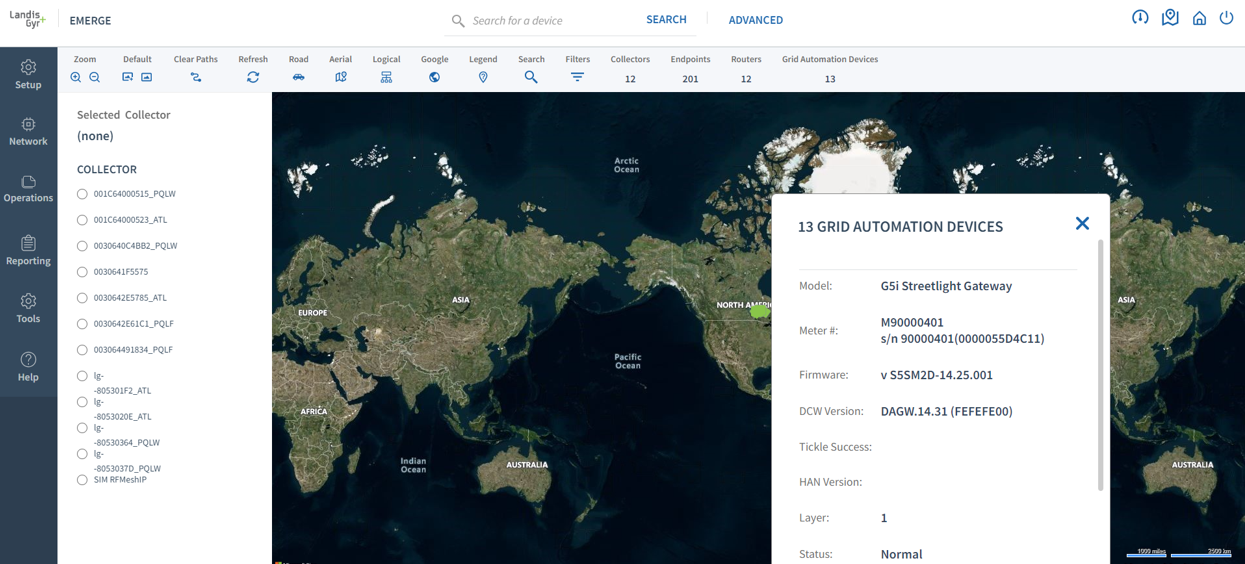 Landis
Gyr+
EMERGE
Search for a device
SEARCH
ADVANCED
Zoom
Default
Clear Paths
Refresh
Road
Aerial
Logical
Google
Legend
Search
Filters
Collectors
Endpoints
Routers
Grid Automation Devices
12
201
12
13
Setup
Network
Operations
Reporting
Tools
Help
Selected Collector
(none)
COLLECTOR
001C64000515_PQLW
001C64000523_ATL
0030640C4BB2_PQLW
0030641F5575
0030642E5785_ATL
0030642E61C1_PQLF
003064491834_PQLF
lg-
-805301F2_ATL
lg-
-8053020E_ATL
lg-
-80530364_PQLW
lg-
-8053037D_PQLW
SIM RFMeshIP
Arctic
Ocean
ASIA
EUROPE
NORTH AMERI
Pacific
Ocean
AFRICA
Indian
Ocean
AUSTRALIA
13 GRID AUTOMATION DEVICES
Model: G5i Streetlight Gateway
Meter #: M90000401
s/n 90000401(0000055D4C11)
Firmware: v S5SM2D-14.25.001
DCW Version: DAGW.14.31 (FEFEFE00)
Tickle Success:
HAN Version:
Layer: 1
Status: Normal
ASIA
AUSTRALIA
1000 miles
2500 km